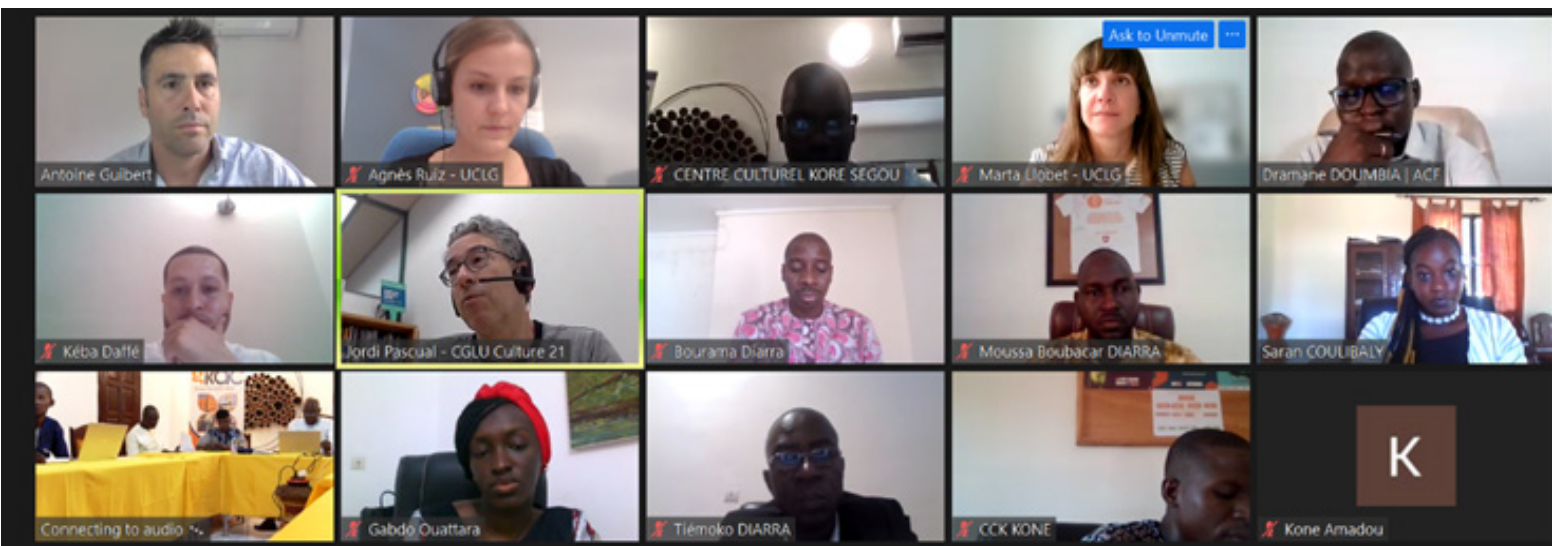 Ask to Unmute
Antoine Guibert
Agnès Ruiz - UCLG
CENTRE CULTUREL KORE SEGOU
Marta Llobet - UCLG
Dramane DOUMBIA | ACF
Kéba Daffé
Jordi Pascual - CGLU Culture 21
Bourama Diarra
Moussa Boubacar DIARRA
Saran COULIBALY
KCIC
Connecting to audio
Gabdo Ouattara
Tiémoko DIARRA
CCK KONE
K
Kone Amadou